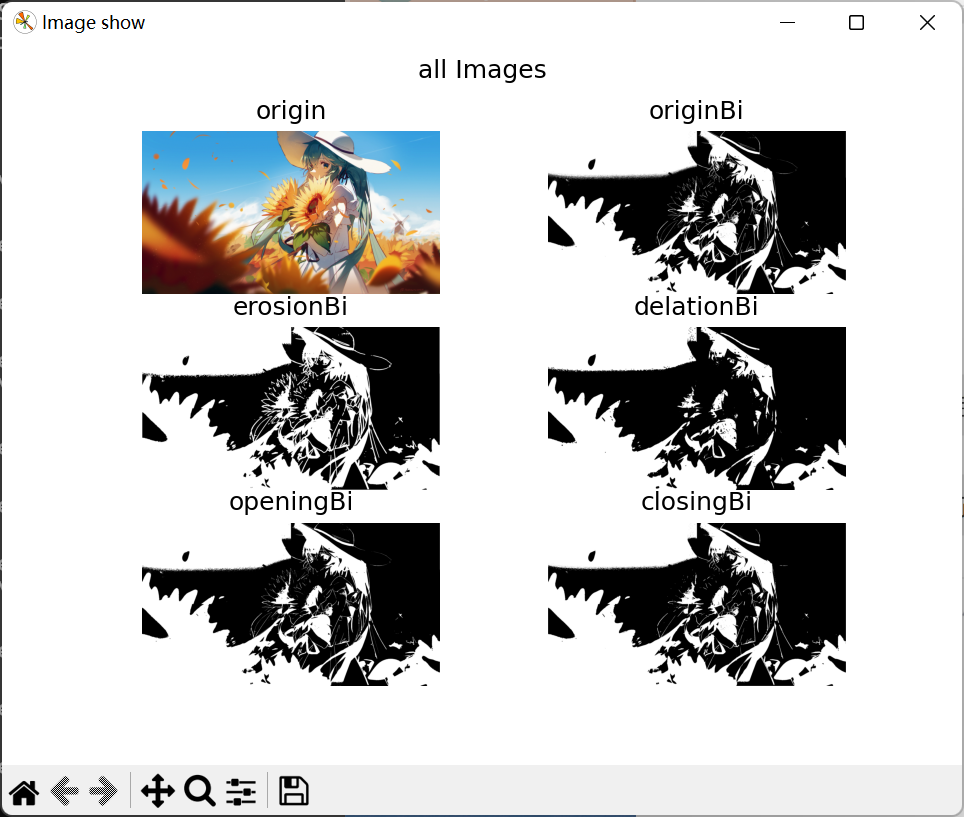 Image show
all Images
origin
originBi
erosionBi
delationBi
openingBi
closingBi